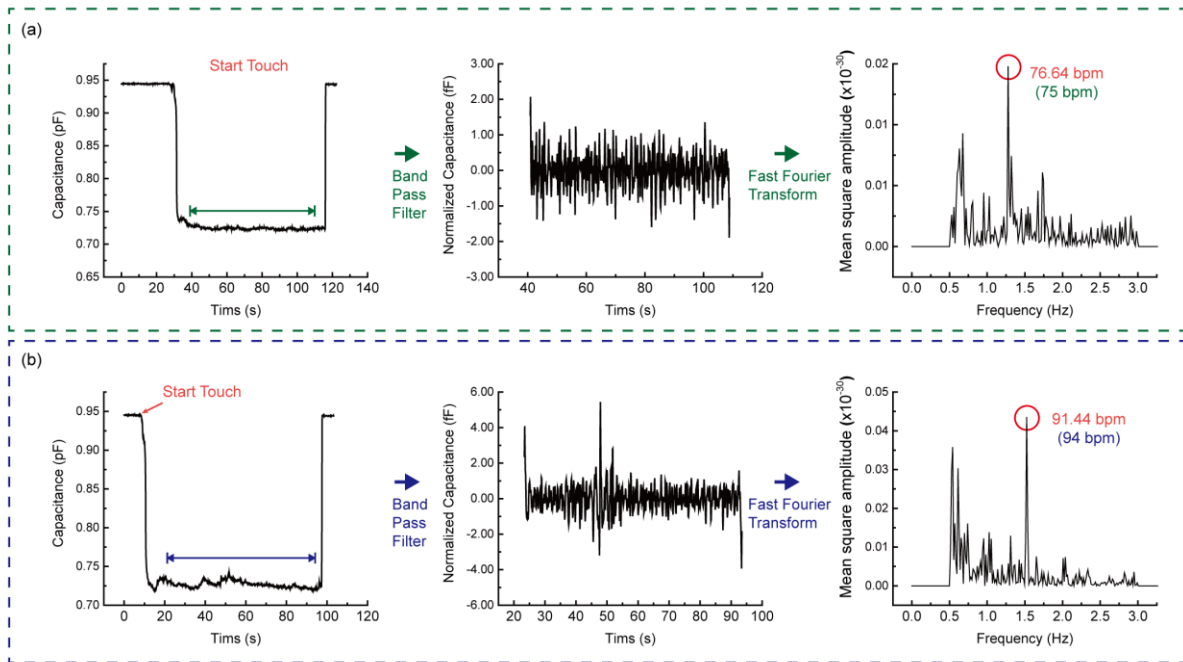 (a)
Start Touch
0.95
0.90
0.85
0.80
0.75
0.70
0.65
Capacitance (pF)
0 20 40 60 80 100 120 140
Tims (s)
Band
Pass
Filter
3.00
2.00
1.00
0.00
-1.00
-2.00
-3.00
Normalized Capacitance (fF)
30 40 50 60 70 80 90 100 110 120
Tims (s)
Fast Fourier
Transform
0.02
0.01
0.01
0.00
Mean square amplitude (x10⁻³⁰)
0.0 0.5 1.0 1.5 2.0 2.5 3.0
Frequency (Hz)
76.64 bpm
(75 bpm)
(b)
Start Touch
0.95
0.90
0.85
0.80
0.75
0.70
Capacitance (pF)
0 20 40 60 80 100 120
Tims (s)
Band
Pass
Filter
6.00
4.00
2.00
0.00
-2.00
-4.00
-6.00
Normalized Capacitance (fF)
20 30 40 50 60 70 80 90 100
Tims (s)
Fast Fourier
Transform
0.05
0.04
0.03
0.02
0.01
0.00
Mean square amplitude (x10⁻³⁰)
0.0 0.5 1.0 1.5 2.0 2.5 3.0
Frequency (Hz)
91.44 bpm
(94 bpm)